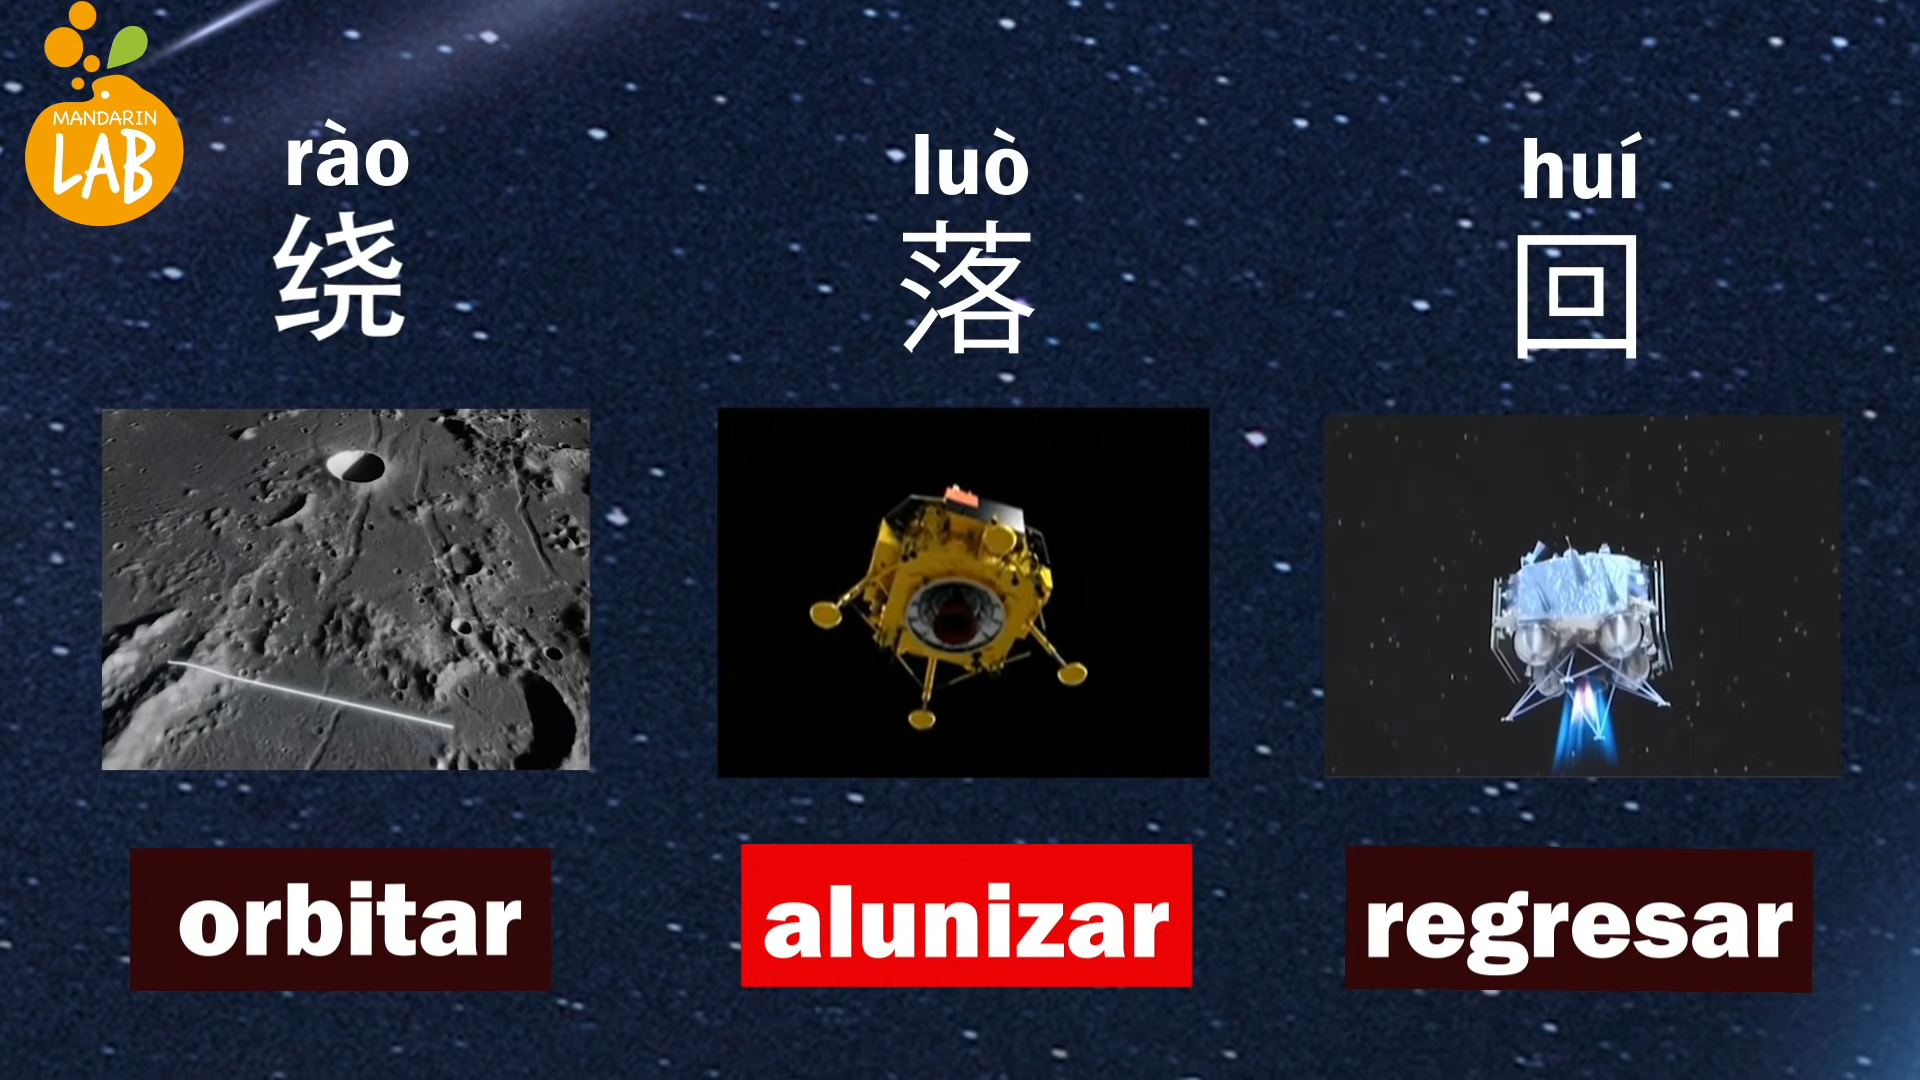 MANDARIN
LAB
rào
绕
luò
落
huí
回
orbitar
alunizar
regresar